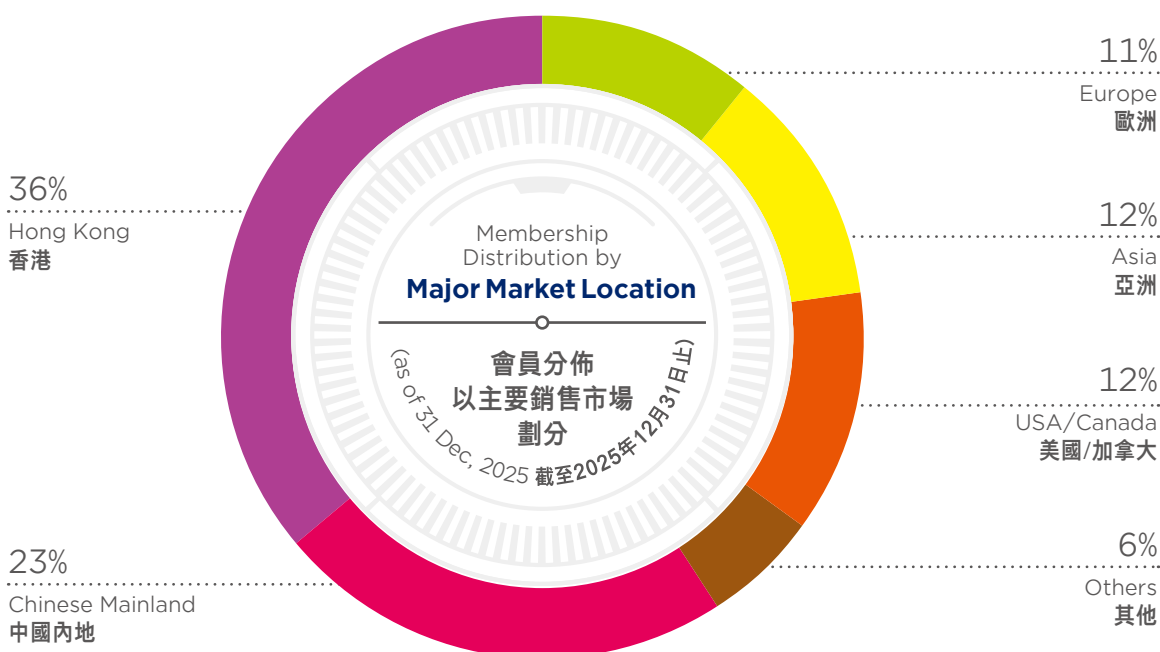 11%
Europe
歐洲
12%
Asia
亞洲
12%
USA/Canada
美國/加拿大
6%
Others
其他
36%
Hong Kong
香港
23%
Chinese Mainland
中國內地
Membership
Distribution by
Major Market Location
會員分佈
以主要銷售市場
劃分
(as of 31 Dec, 2025 截至2025年12月31日止)